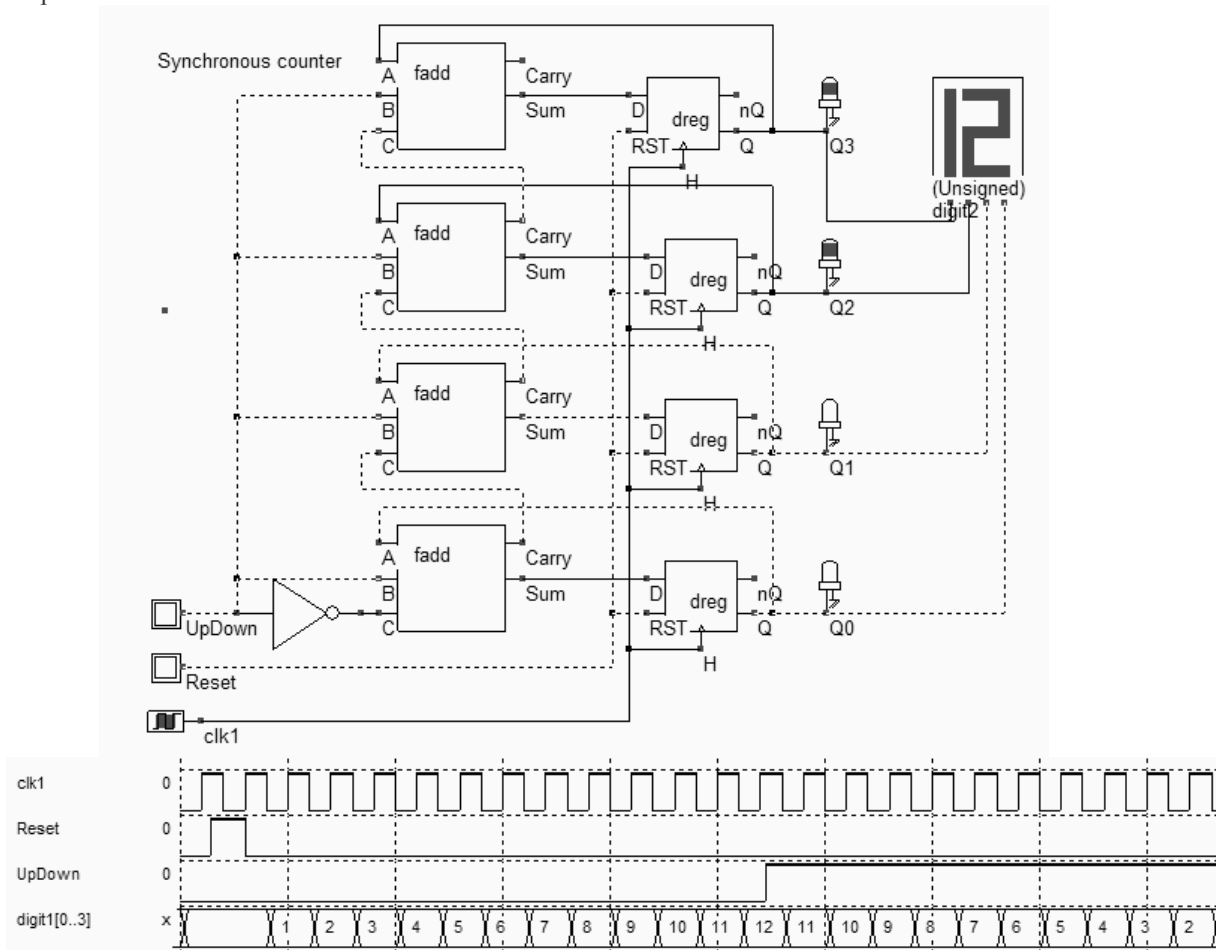 Synchronous counter
A fadd Carry
B Sum D nQ
dreg
C RST Q Q3
H
12
(Unsigned)
digit2
A fadd Carry
B Sum D nQ
dreg
C RST Q Q2
H
A fadd Carry
B Sum D nQ
dreg
C RST Q Q1
H
A fadd Carry
B Sum D nQ
dreg
UpDown C RST Q Q0
H
Reset
clk1
clk1 0
Reset 0
UpDown 0
digit1[0..3] x 1 2 3 4 5 6 7 8 9 10 11 12 11 10 9 8 7 6 5 4 3 2